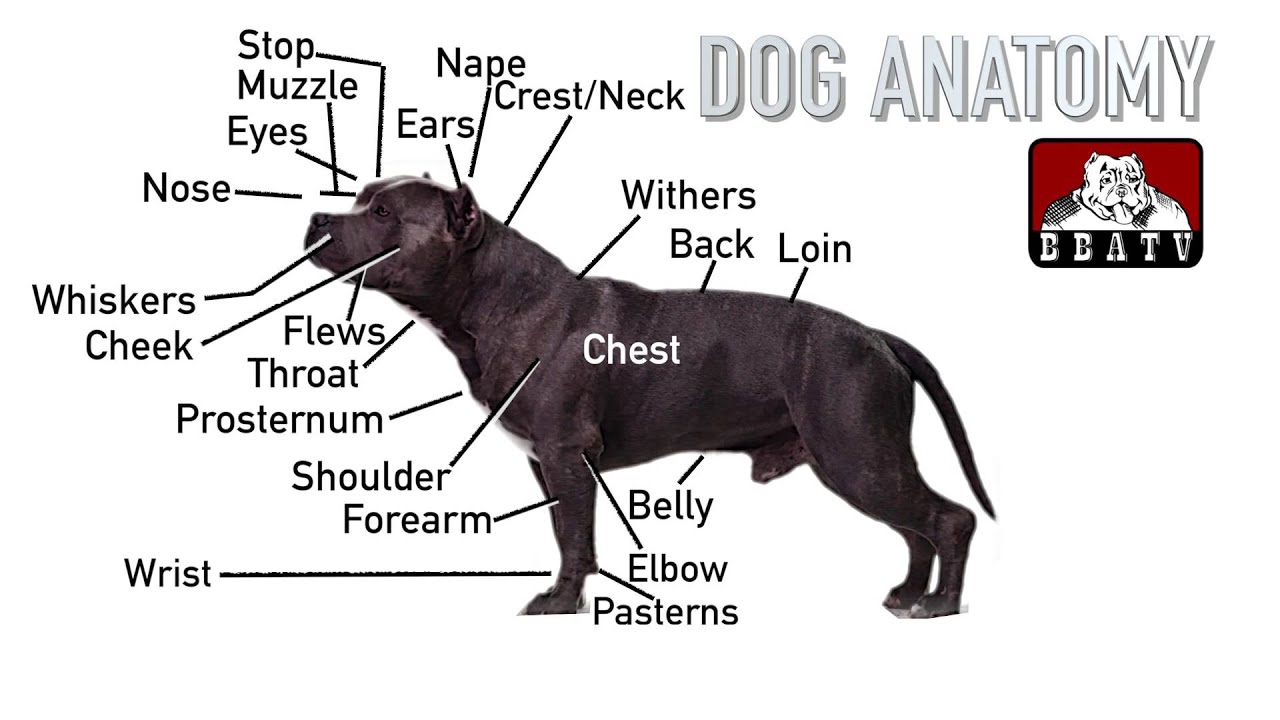 DOG ANATOMY
Stop
Muzzle
Eyes
Nose
Nape
Crest/Neck
Ears
Withers
Back
Loin
BBATV
Whiskers
Cheek
Flews
Throat
Prosternum
Chest
Shoulder
Forearm
Wrist
Belly
Elbow
Pasterns